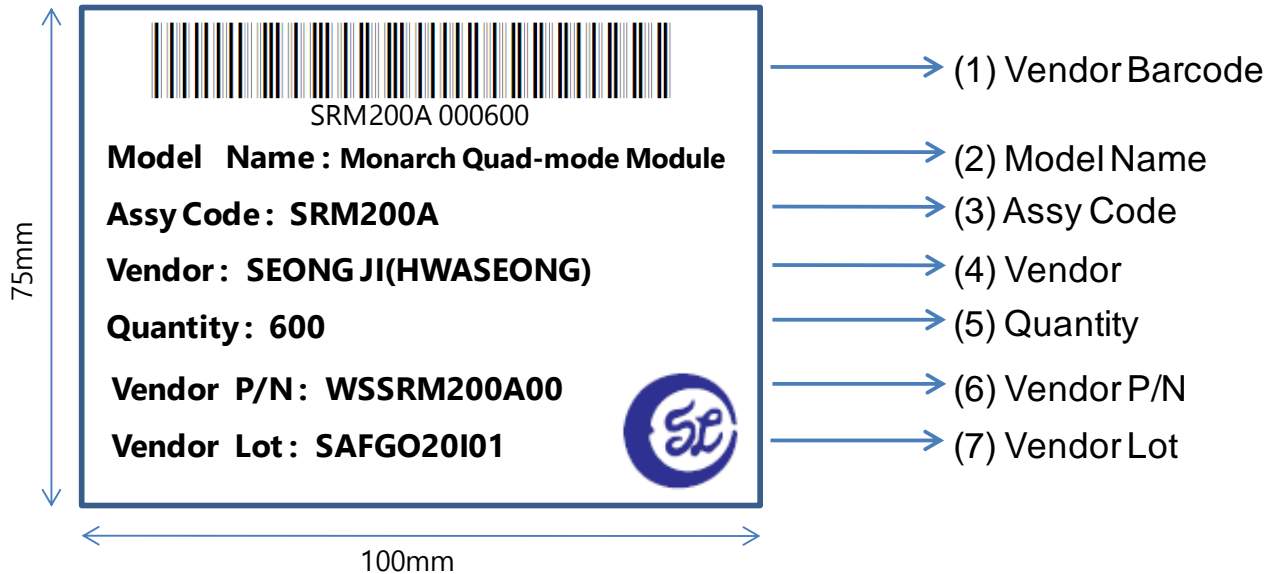 SRM200A 000600
(1) Vendor Barcode
Model Name : Monarch Quad-mode Module
(2) Model Name
Assy Code : SRM200A
(3) Assy Code
Vendor : SEONG JI(HWASEONG)
(4) Vendor
Quantity : 600
(5) Quantity
Vendor P/N : WSSRM200A00
(6) Vendor P/N
Vendor Lot : SAFGO20I01
(7) Vendor Lot
75mm
100mm